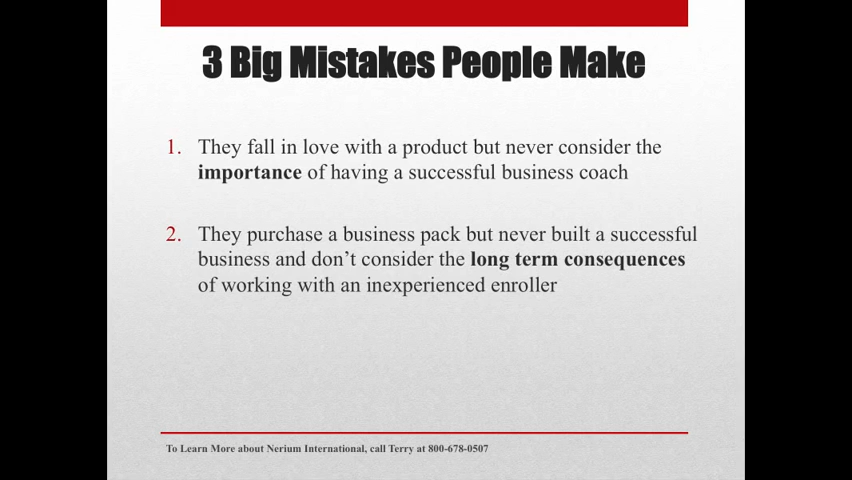 3 Big Mistakes People Make
1. They fall in love with a product but never consider the
importance of having a successful business coach
2. They purchase a business pack but never built a successful
business and don’t consider the long term consequences
of working with an inexperienced enroller
To Learn More about Nerium International, call Terry at 800-678-0507